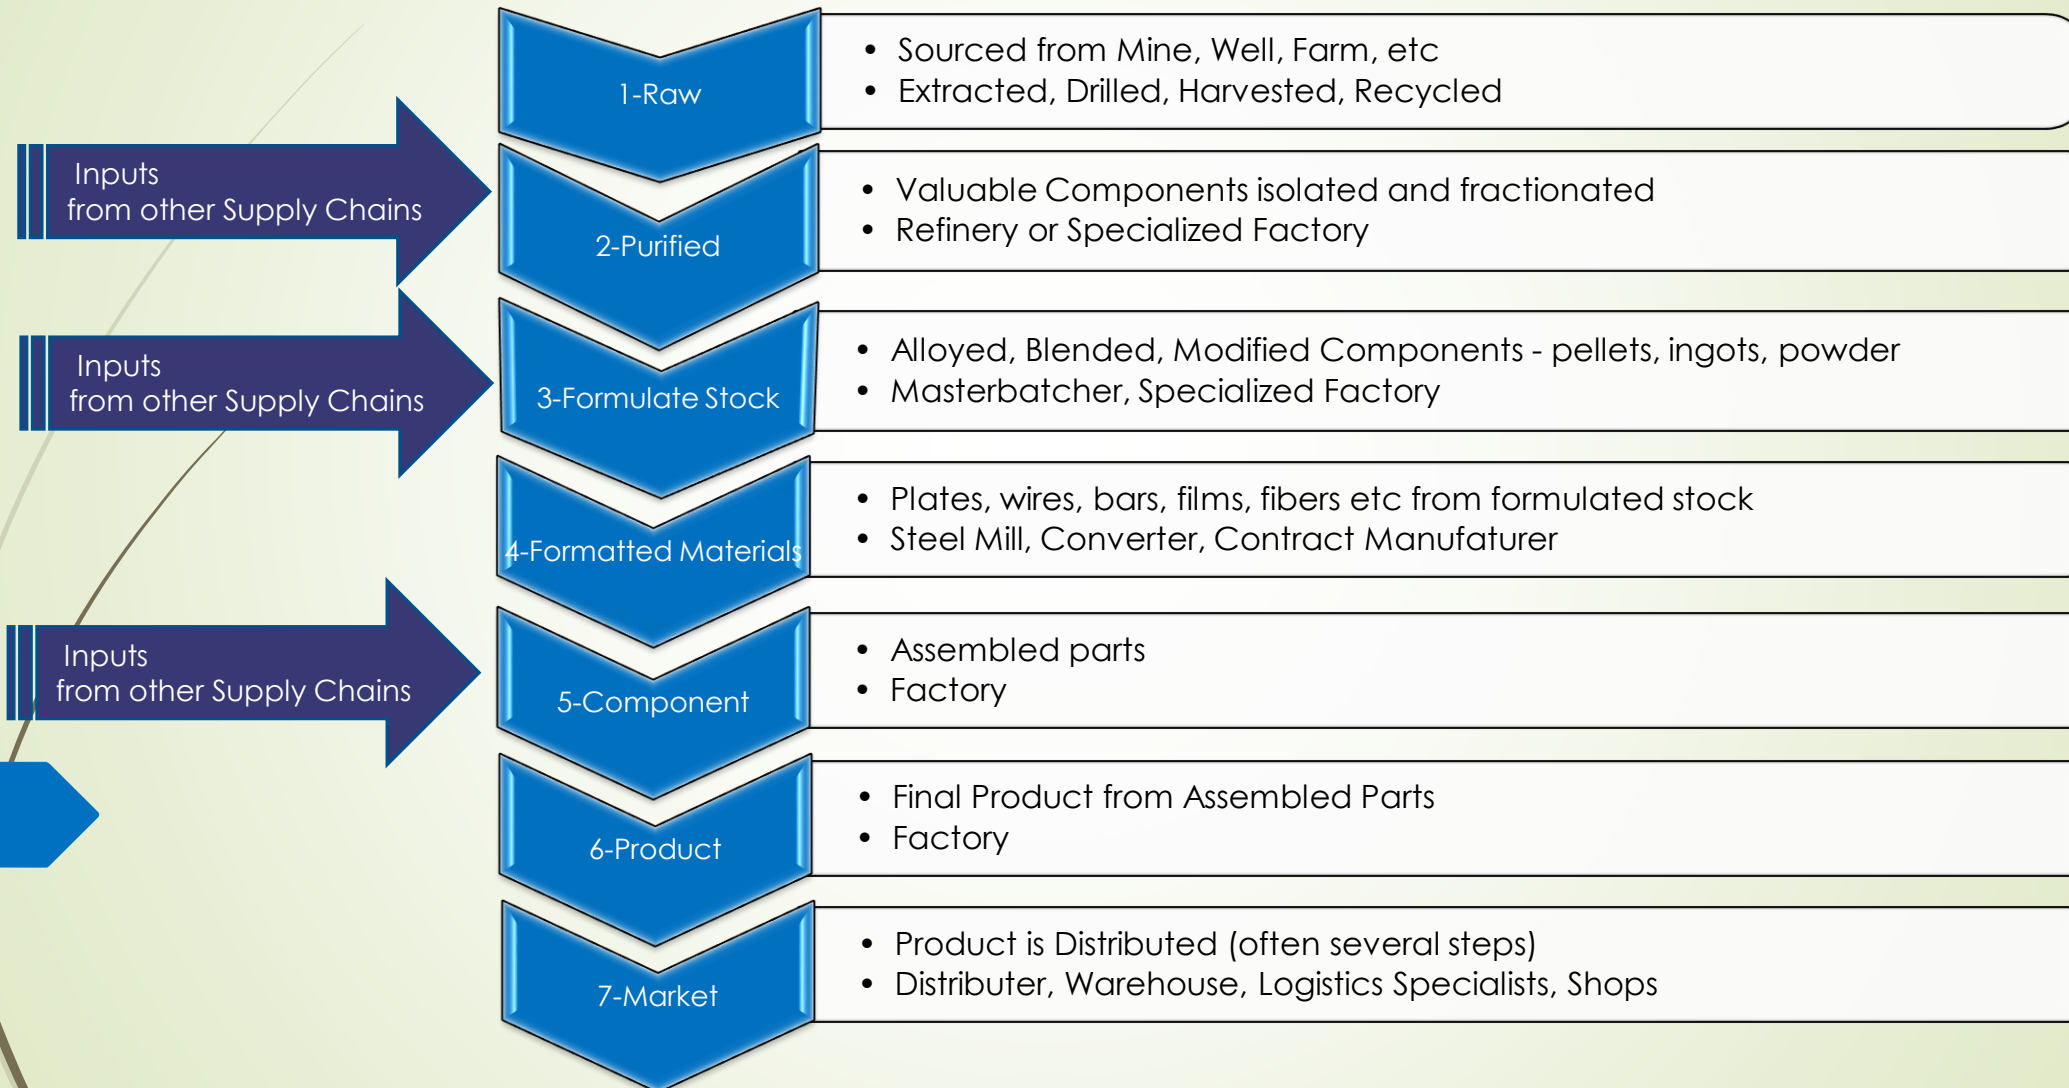 1-Raw
• Sourced from Mine, Well, Farm, etc
• Extracted, Drilled, Harvested, Recycled
Inputs
from other Supply Chains
2-Purified
• Valuable Components isolated and fractionated
• Refinery or Specialized Factory
Inputs
from other Supply Chains
3-Formulate Stock
• Alloyed, Blended, Modified Components - pellets, ingots, powder
• Masterbatcher, Specialized Factory
4-Formatted Materials
• Plates, wires, bars, films, fibers etc from formulated stock
• Steel Mill, Converter, Contract Manufaturer
Inputs
from other Supply Chains
5-Component
• Assembled parts
• Factory
6-Product
• Final Product from Assembled Parts
• Factory
7-Market
• Product is Distributed (often several steps)
• Distributer, Warehouse, Logistics Specialists, Shops